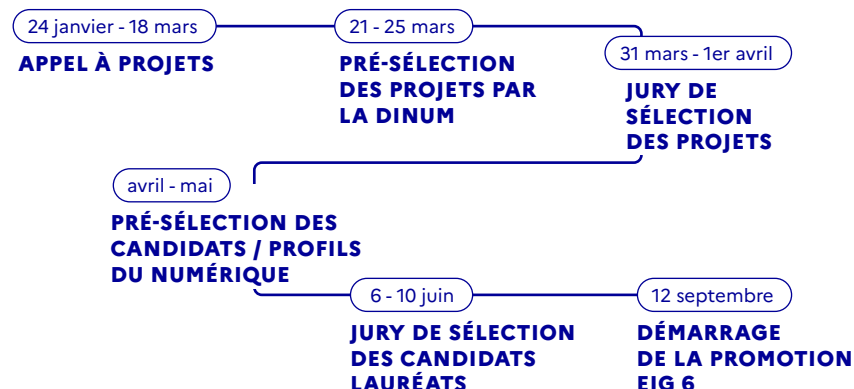 24 janvier - 18 mars
APPEL À PROJETS
21 - 25 mars
PRÉ-SÉLECTION
DES PROJETS PAR
LA DINUM
31 mars - 1er avril
JURY DE
SÉLECTION
DES PROJETS
avril - mai
PRÉ-SÉLECTION DES
CANDIDATS / PROFILS
DU NUMÉRIQUE
6 - 10 juin
JURY DE SÉLECTION
DES CANDIDATS
LAURÉATS
12 septembre
DÉMARRAGE
DE LA PROMOTION
EIG 6